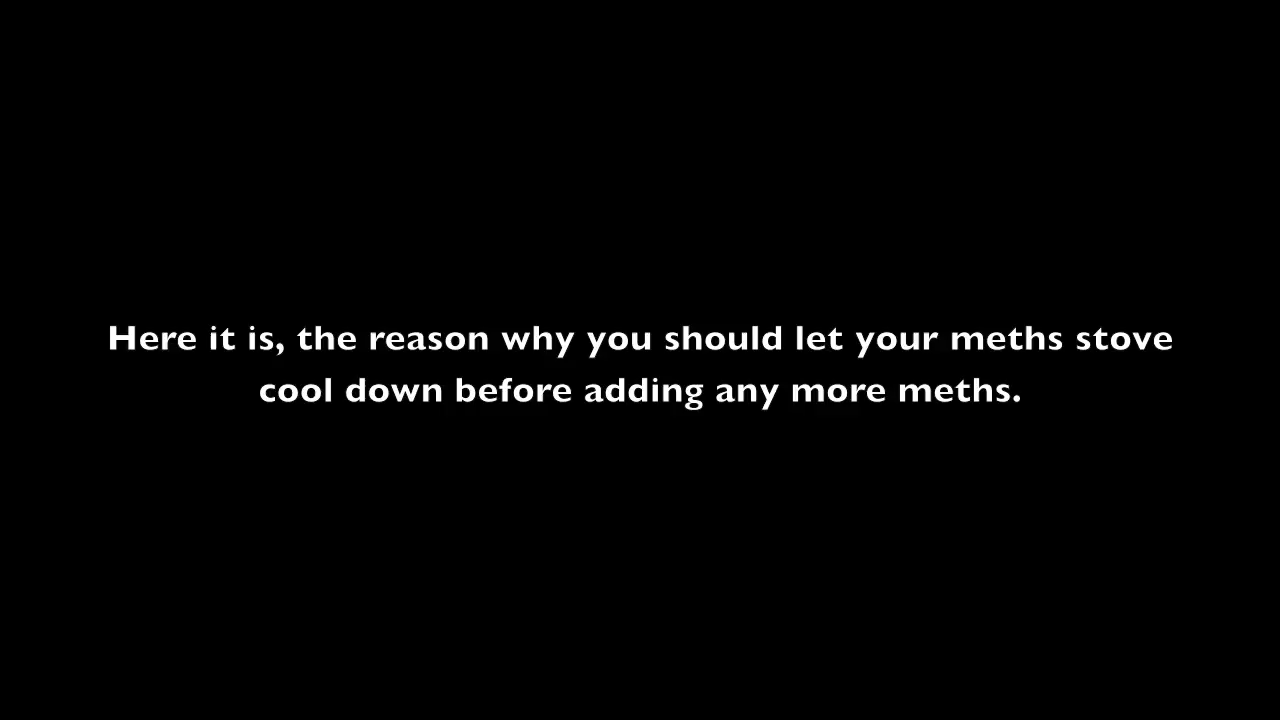 Here it is, the reason why you should let your meths stove
cool down before adding any more meths.